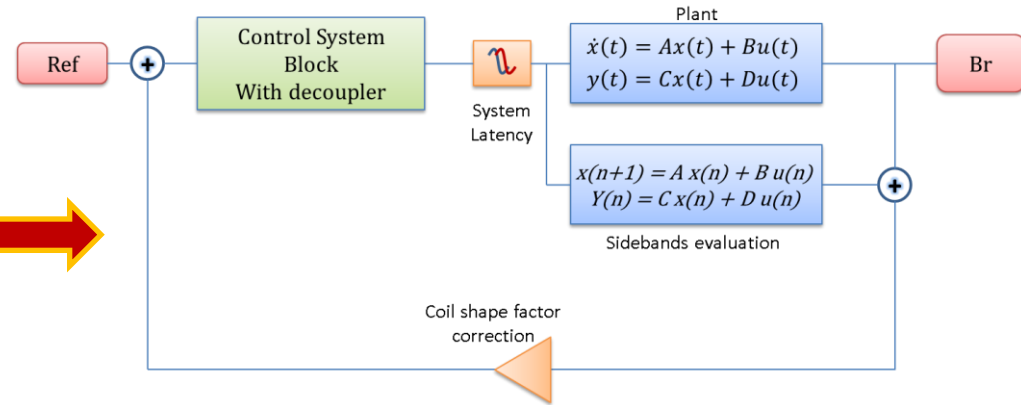 Ref
+
Control System
Block
With decoupler
System
Latency
Plant
ẋ(t) = Ax(t) + Bu(t)
y(t) = Cx(t) + Du(t)
Br
x(n+1) = A x(n) + B u(n)
Y(n) = C x(n) + D u(n)
+
Sidebands evaluation
Coil shape factor
correction